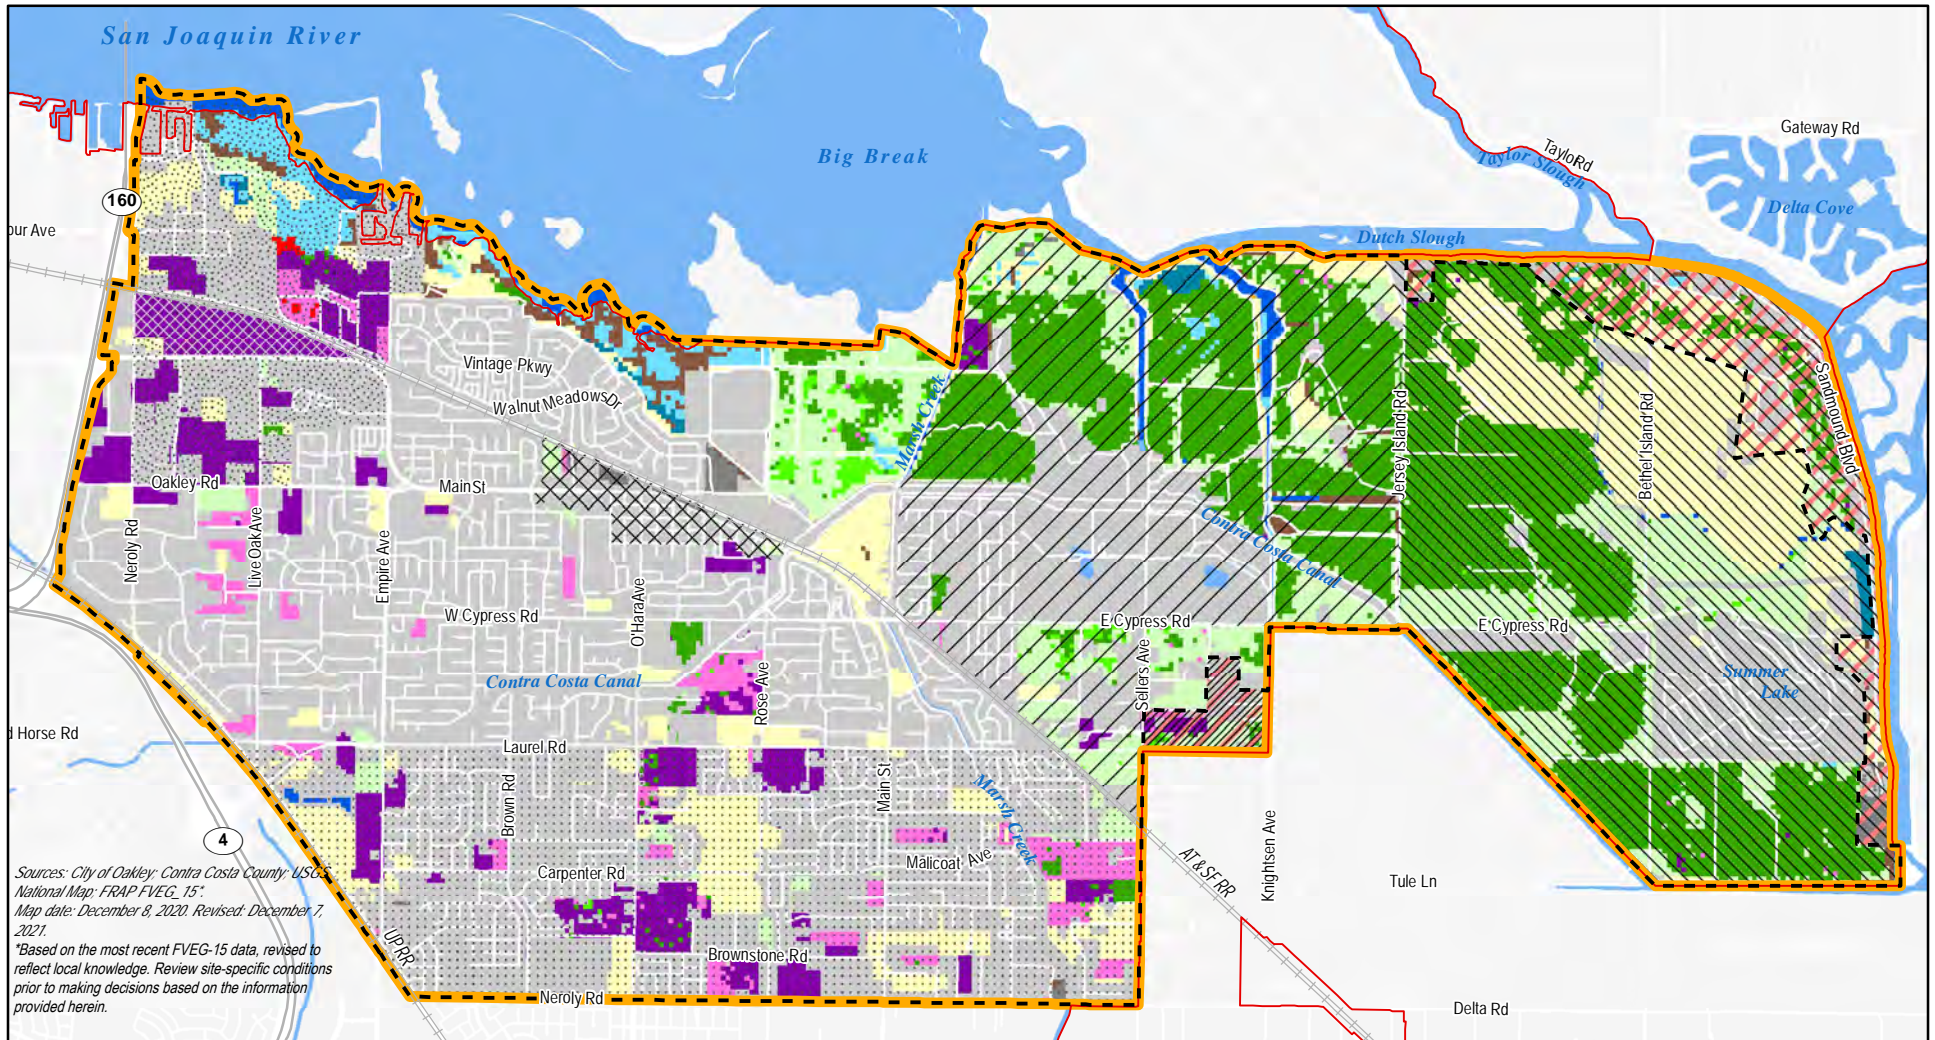 San Joaquin River
Big Break
Gateway Rd
Taylor Slough
Delta Cove
160
Dutch Slough
Vintage Pkwy
Walnut Meadows Dr
Marsh Creek
Jersey Island Rd
Bethel Island Rd
Sandmound Blvd
Oakley Rd
Main St
Neroly Rd
Live Oak Ave
Empire Ave
O'Hara Ave
W Cypress Rd
Contra Costa Canal
E Cypress Rd
E Cypress Rd
Sellers Ave
Summer
Lake
Contra Costa Canal
Rose Ave
d Horse Rd
Laurel Rd
Brown Rd
Main St
Marsh Creek
Malicoat Ave
Carpenter Rd
4
AT & SF RR
Knightsen Ave
Tule Ln
UPRR
Brownstone Rd
Neroly Rd
Delta Rd
Sources: City of Oakley; Contra Costa County; USGS
National Map; FRAP FVEG_15*.
Map date: December 8, 2020. Revised: December 7,
2021.
*Based on the most recent FVEG-15 data, revised to
reflect local knowledge. Review site-specific conditions
prior to making decisions based on the information
provided herein.